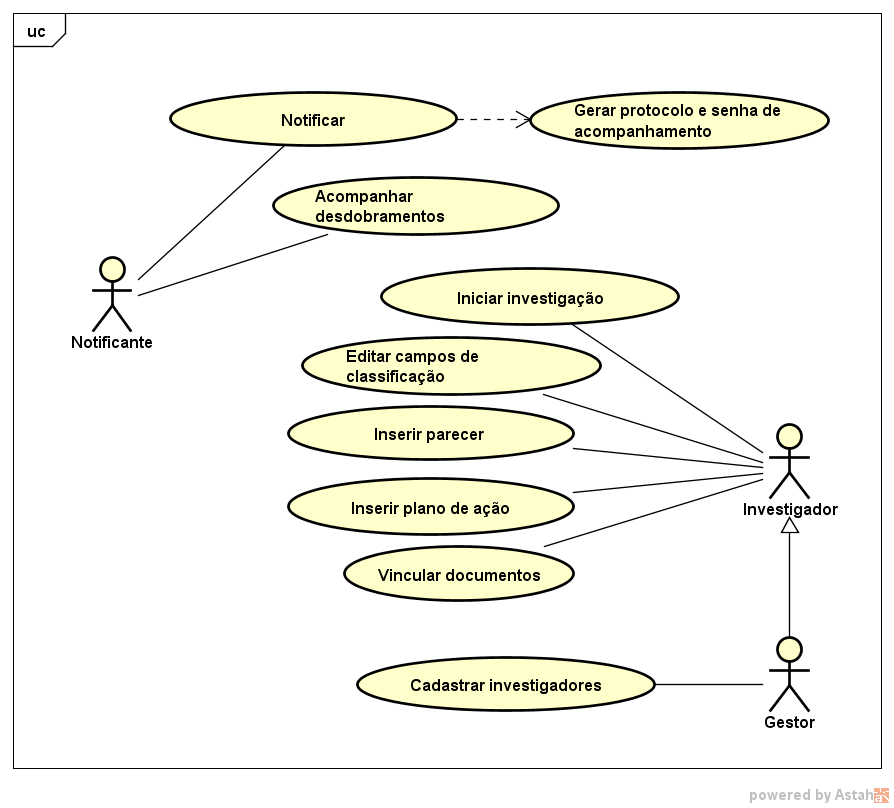 uc
Notificar
Gerar protocolo e senha de
acompanhamento
Acompanhar
desdobramentos
Notificante
Iniciar investigação
Editar campos de
classificação
Inserir parecer
Inserir plano de ação
Vincular documentos
Investigador
Cadastrar investigadores
Gestor
powered by Astah